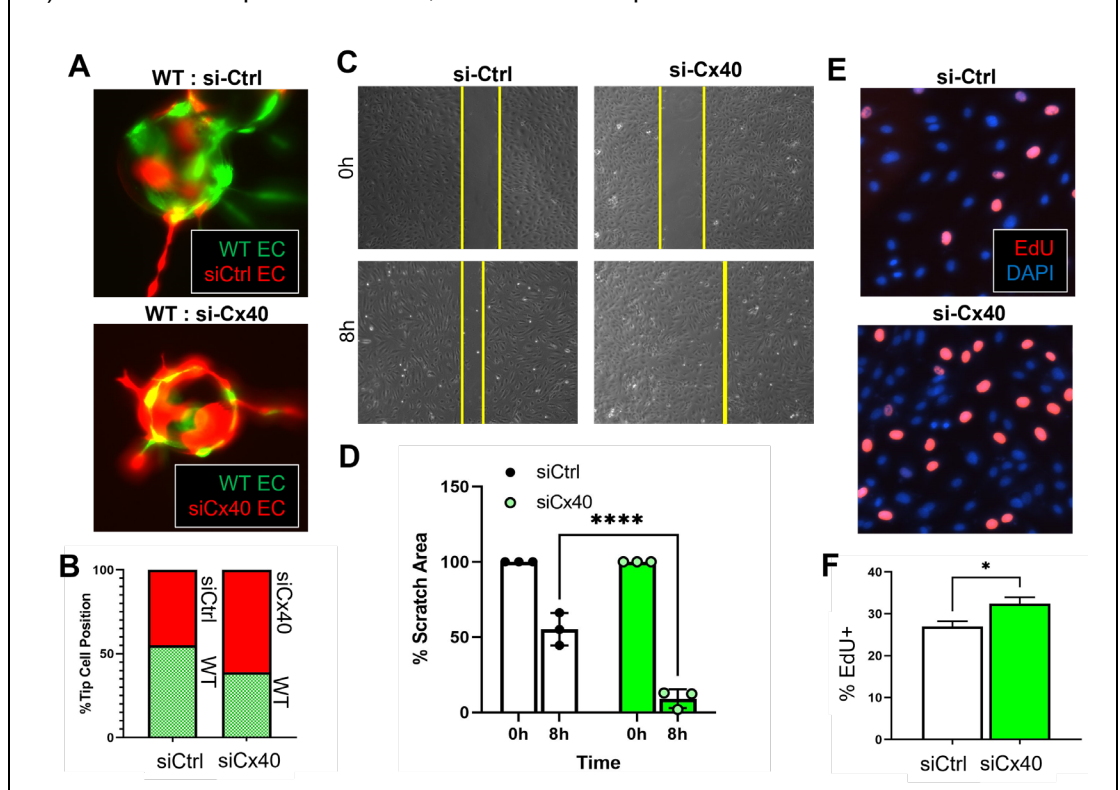 A
WT : si-Ctrl
WT EC
siCtrl EC
WT : si-Cx40
WT EC
siCx40 EC
B
% Tip Cell Position
100
50
0
siCtrl
WT
siCx40
WT
siCtrl siCx40
C
si-Ctrl si-Cx40
0h
8h
D
siCtrl
siCx40
% Scratch Area
150
100
50
0
****
0h 8h 0h 8h
Time
E
si-Ctrl
EdU
DAPI
si-Cx40
F
% EdU+
40
30
20
10
0
*
siCtrl siCx40